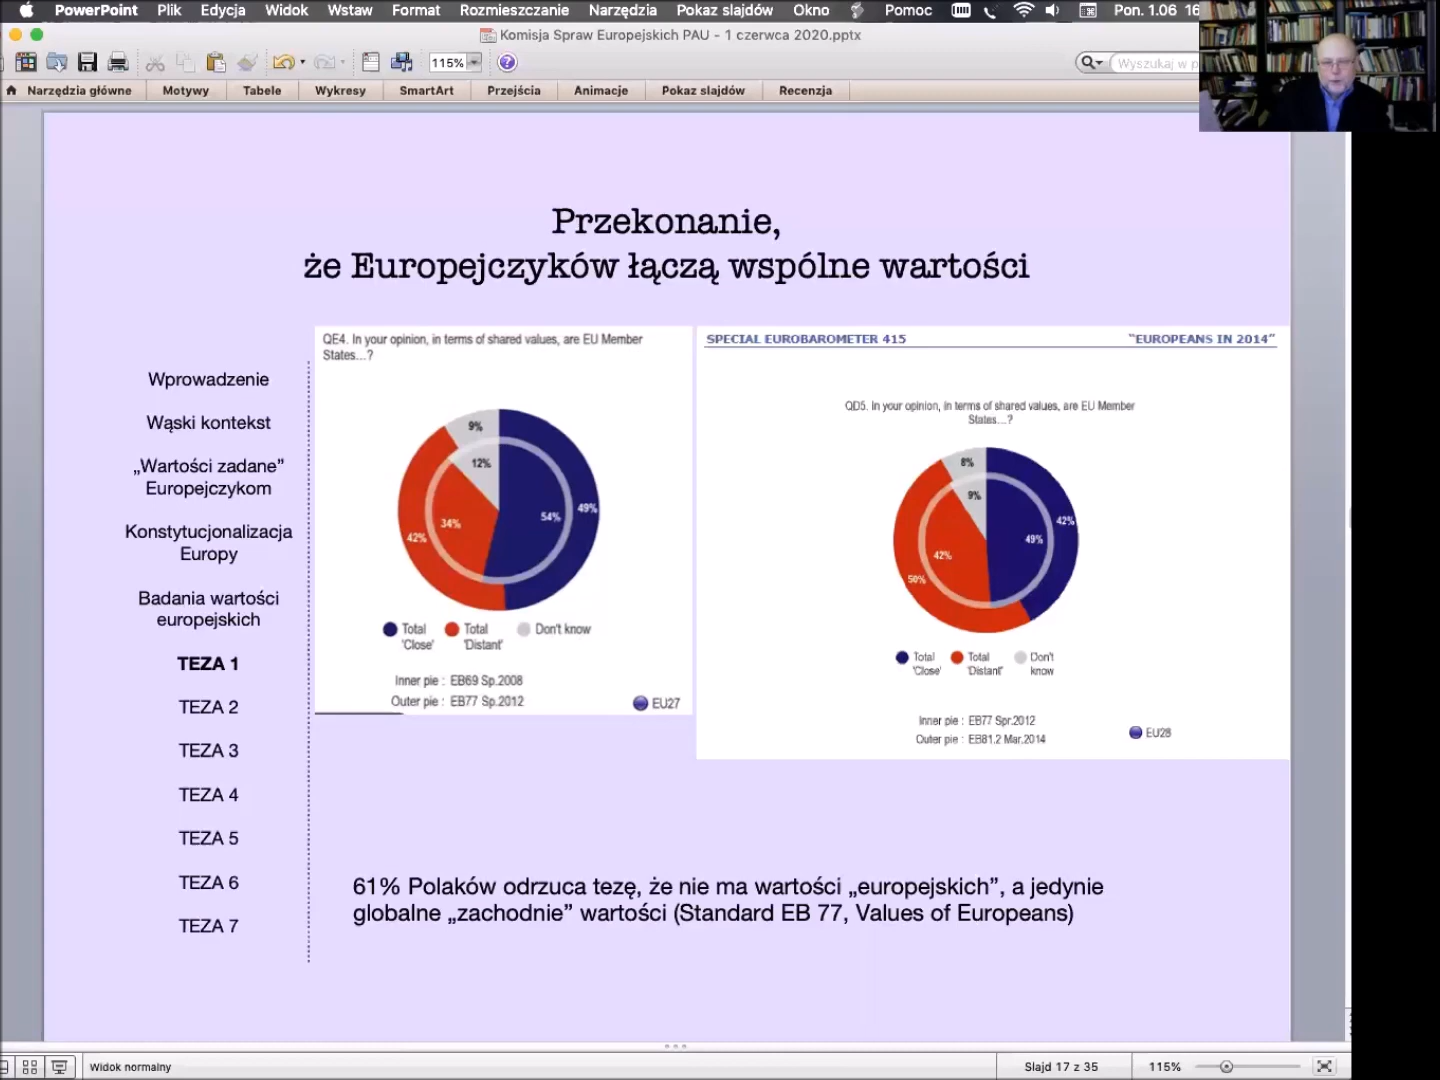 PowerPoint Plik Edycja Widok Wstaw Format Rozmieszczanie Narzędzia Pokaz slajdów Okno Pomoc Pon. 1.06 16
Komisja Spraw Europejskich PAU - 1 czerwca 2020.pptx
115%
Wyszukaj w p
Narzędzia główne Motywy Tabele Wykresy SmartArt Przejścia Animacje Pokaz slajdów Recenzja
Przekonanie,
że Europejczyków łączą wspólne wartości
Wprowadzenie
Wąski kontekst
„Wartości zadane”
Europejczykom
Konstytucjonalizacja
Europy
Badania wartości
europejskich
TEZA 1
TEZA 2
TEZA 3
TEZA 4
TEZA 5
TEZA 6
TEZA 7
QE4. In your opinion, in terms of shared values, are EU Member
States...?
9%
12%
49%
54%
34%
42%
Total
'Close'
Total
'Distant'
Don't know
Inner pie : EB69 Sp.2008
Outer pie : EB77 Sp.2012
EU27
SPECIAL EUROBAROMETER 415 “EUROPEANS IN 2014”
QD5. In your opinion, in terms of shared values, are EU Member
States...?
8%
9%
42%
49%
42%
50%
Total
'Close'
Total
'Distant'
Don't
know
Inner pie : EB77 Spr.2012
Outer pie : EB81.2 Mar.2014
EU28
61% Polaków odrzuca tezę, że nie ma wartości „europejskich”, a jedynie
globalne „zachodnie” wartości (Standard EB 77, Values of Europeans)
Widok normalny
Slajd 17 z 35
115%